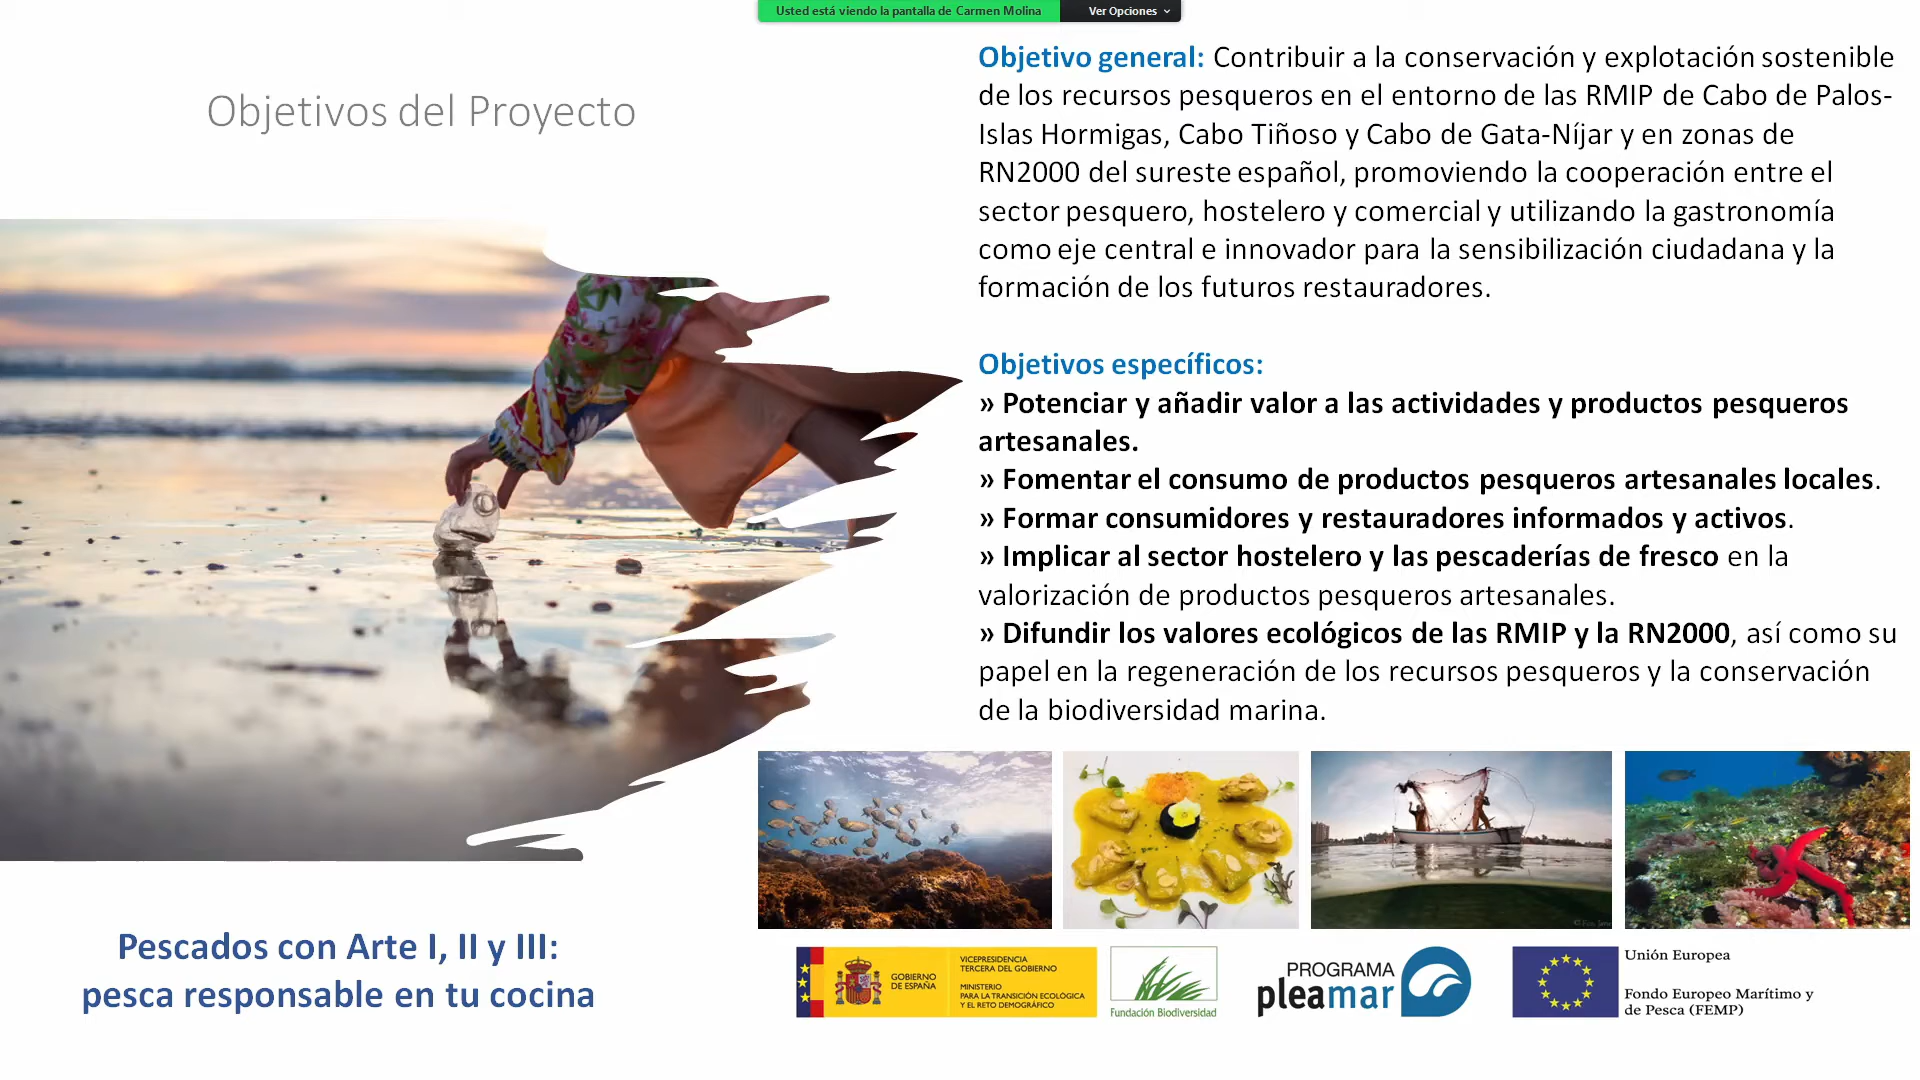 Usted está viendo la pantalla de Carmen Molina
Ver Opciones
Objetivos del Proyecto
Objetivo general: Contribuir a la conservación y explotación sostenible
de los recursos pesqueros en el entorno de las RMIP de Cabo de Palos-
Islas Hormigas, Cabo Tiñoso y Cabo de Gata-Níjar y en zonas de
RN2000 del sureste español, promoviendo la cooperación entre el
sector pesquero, hostelero y comercial y utilizando la gastronomía
como eje central e innovador para la sensibilización ciudadana y la
formación de los futuros restauradores.
Objetivos específicos:
» Potenciar y añadir valor a las actividades y productos pesqueros
artesanales.
» Fomentar el consumo de productos pesqueros artesanales locales.
» Formar consumidores y restauradores informados y activos.
» Implicar al sector hostelero y las pescaderías de fresco en la
valorización de productos pesqueros artesanales.
» Difundir los valores ecológicos de las RMIP y la RN2000, así como su
papel en la regeneración de los recursos pesqueros y la conservación
de la biodiversidad marina.
Pescados con Arte I, II y III:
pesca responsable en tu cocina
GOBIERNO
DE ESPAÑA
VICEPRESIDENCIA
TERCERA DEL GOBIERNO
MINISTERIO
PARA LA TRANSICIÓN ECOLÓGICA
Y EL RETO DEMOGRÁFICO
Fundación Biodiversidad
PROGRAMA
pleamar
Unión Europea
Fondo Europeo Marítimo y
de Pesca (FEMP)